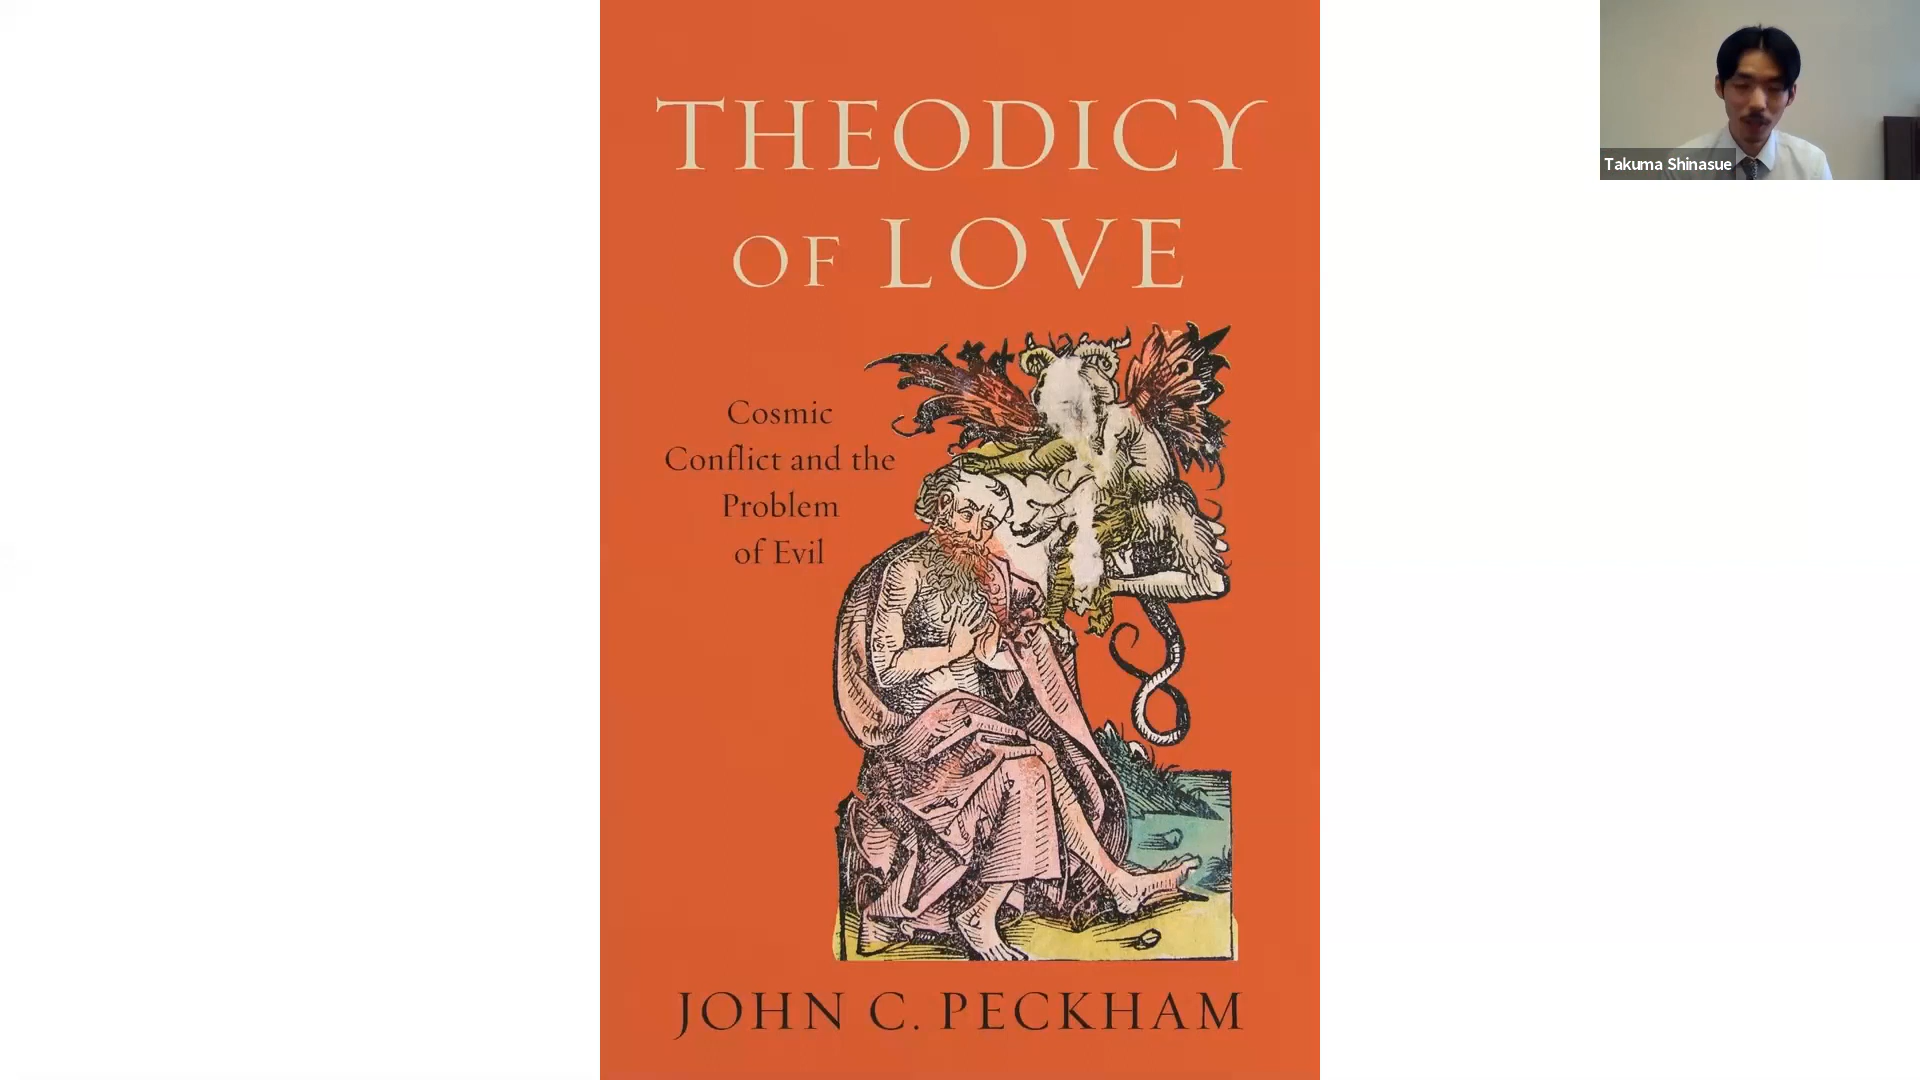 THEODICY
OF LOVE
Cosmic
Conflict and the
Problem
of Evil
JOHN C. PECKHAM
Takuma Shinasue